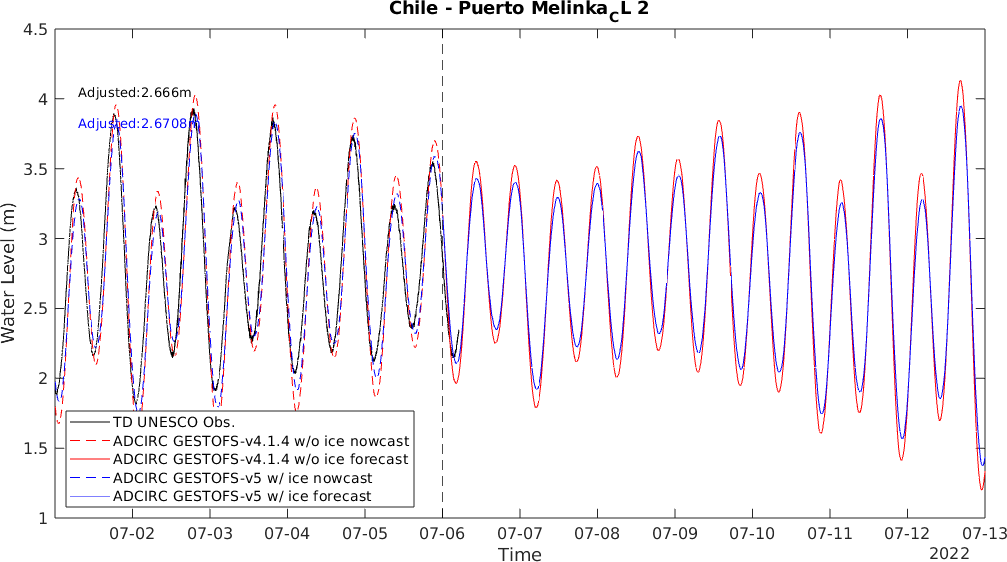 Chile - Puerto Melinka_CL 2
4.5
4
3.5
3
2.5
2
1.5
1
Water Level (m)
Adjusted:2.666m
Adjusted:2.6708m
TD UNESCO Obs.
ADCIRC GESTOFS-v4.1.4 w/o ice nowcast
ADCIRC GESTOFS-v4.1.4 w/o ice forecast
ADCIRC GESTOFS-v5 w/ ice nowcast
ADCIRC GESTOFS-v5 w/ ice forecast
07-02 07-03 07-04 07-05 07-06 07-07 07-08 07-09 07-10 07-11 07-12 07-13
Time
2022